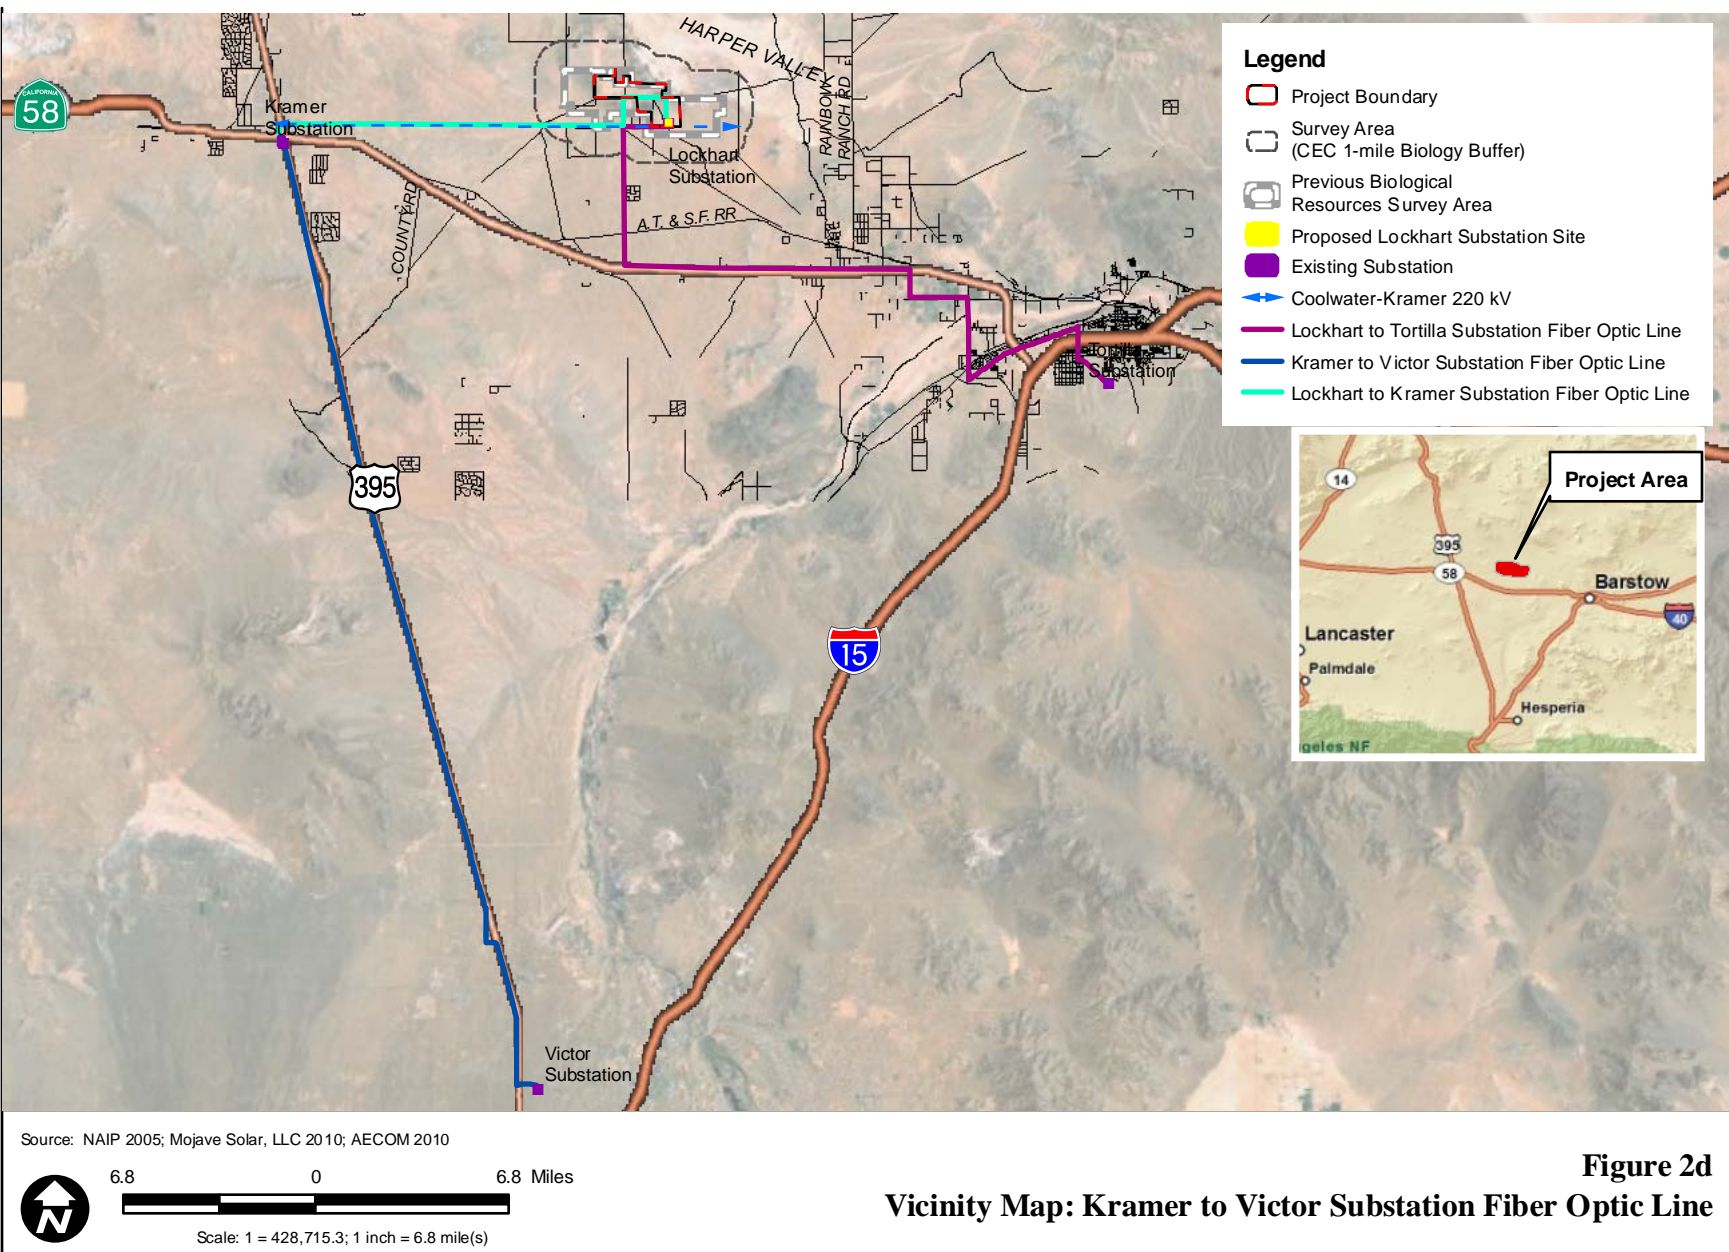 HARPER VALLEY
CALIFORNIA
58
Kramer
Substation
RAINBOW
RANCH RD
Lockhart
Substation
COUNTY RD
A.T. & S.F. RR
Tortilla
Substation
395
15
Victor
Substation
Legend
Project Boundary
Survey Area
(CEC 1-mile Biology Buffer)
Previous Biological
Resources Survey Area
Proposed Lockhart Substation Site
Existing Substation
Coolwater-Kramer 220 kV
Lockhart to Tortilla Substation Fiber Optic Line
Kramer to Victor Substation Fiber Optic Line
Lockhart to Kramer Substation Fiber Optic Line
Project Area
14
395
58
Barstow
40
Lancaster
Palmdale
Hesperia
geles NF
Source: NAIP 2005; Mojave Solar, LLC 2010; AECOM 2010
6.8 0 6.8 Miles
N
Scale: 1 = 428,715.3; 1 inch = 6.8 mile(s)
Figure 2d
Vicinity Map: Kramer to Victor Substation Fiber Optic Line